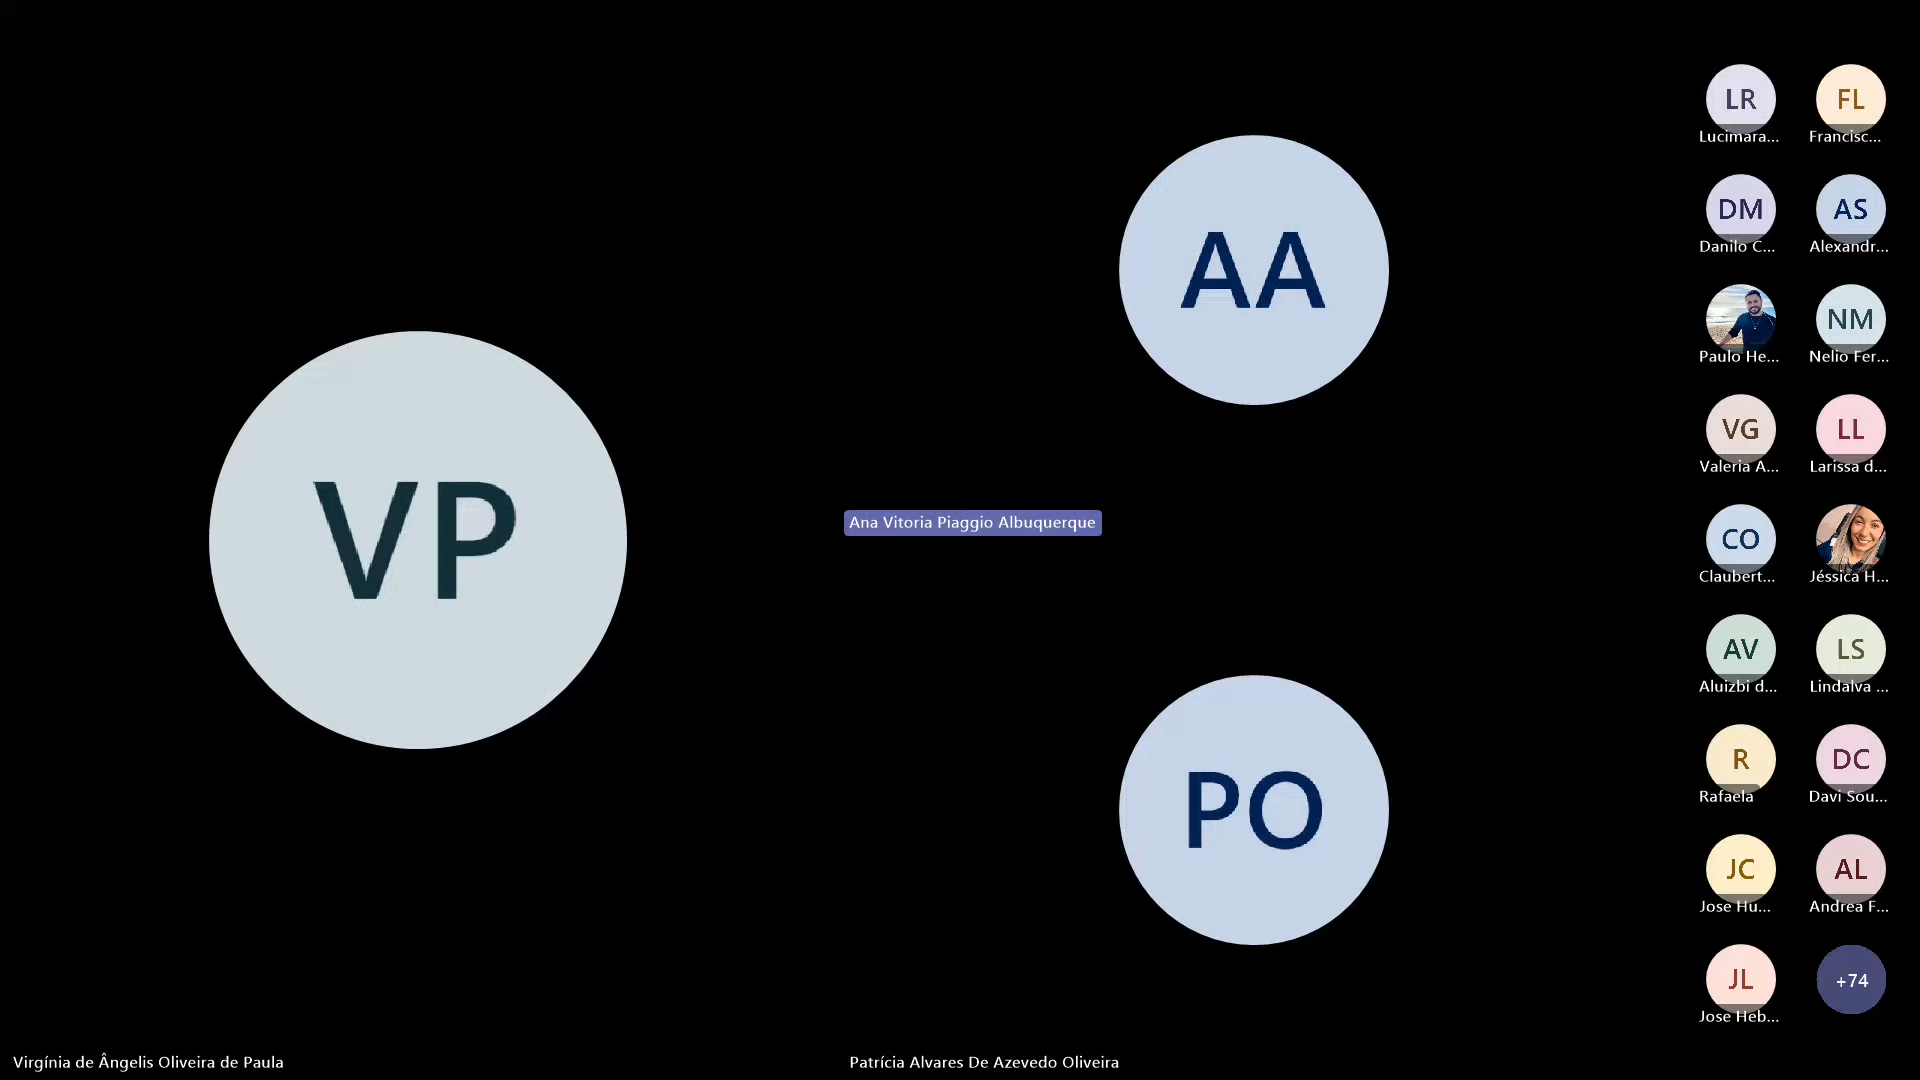 VP
Virgínia de Ângelis Oliveira de Paula
AA
Ana Vitoria Piaggio Albuquerque
PO
Patrícia Alvares De Azevedo Oliveira
LR
Lucimara...
FL
Francisc...
DM
Danilo C...
AS
Alexandr...
Paulo He...
NM
Nelio Fer...
VG
Valeria A...
LL
Larissa d...
CO
Claubert...
Jéssica H...
AV
Aluizbi d...
LS
Lindalva ...
R
Rafaela
DC
Davi Sou...
JC
Jose Hu...
AL
Andrea F...
JL
Jose Heb...
+74